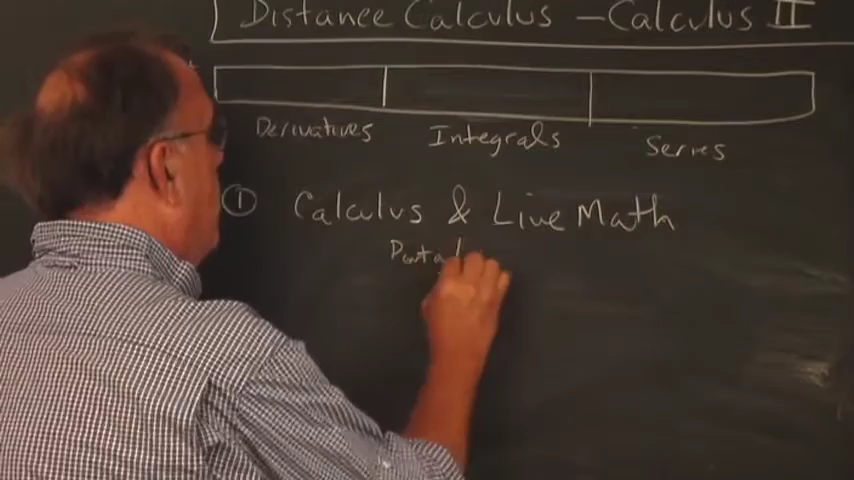 Distance Calculus – Calculus II
Derivatives Integrals Series
① Calculus & Live Math